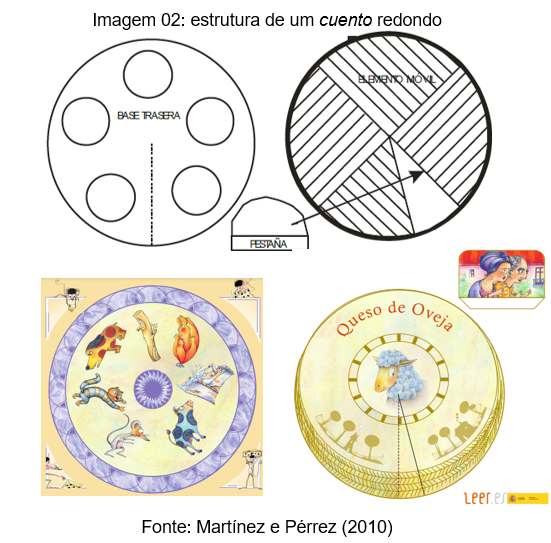 Imagem 02: estrutura de um cuento redondo
BASE TRASERA
ELEMENTO MÓVIL
PESTAÑA
Queso de Oveja
Leer.es
Fonte: Martínez e Pérrez (2010)